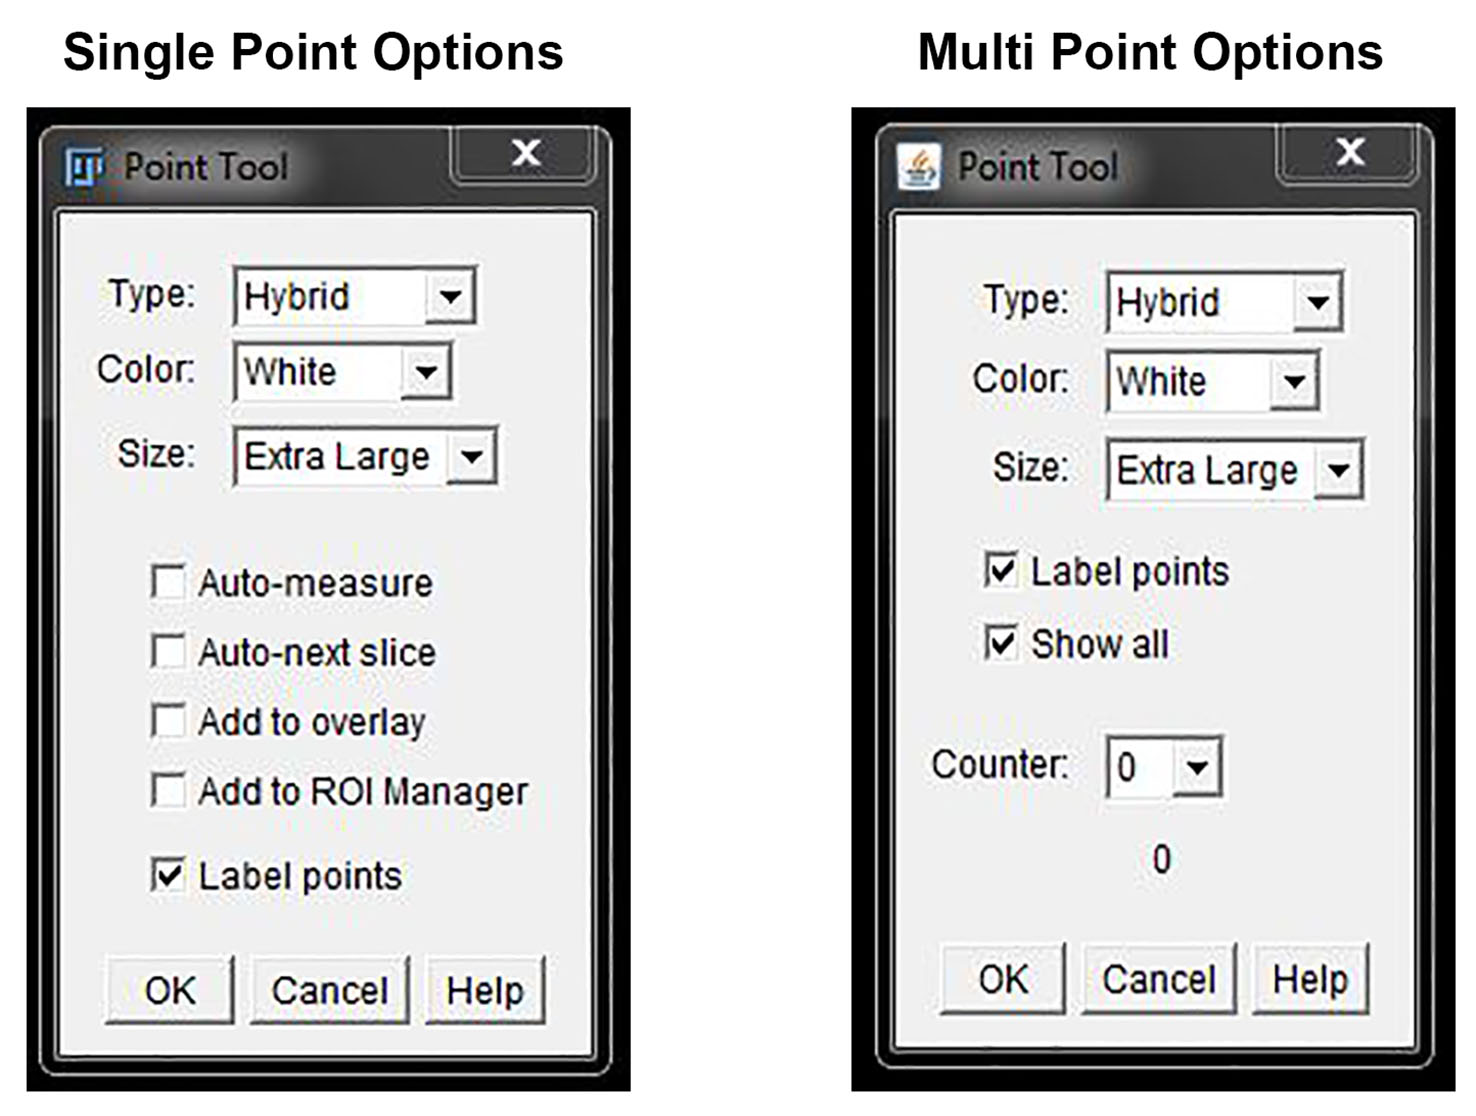 Single Point Options
Point Tool
X
Type: Hybrid
Color: White
Size: Extra Large
Auto-measure
Auto-next slice
Add to overlay
Add to ROI Manager
Label points
OK Cancel Help
Multi Point Options
Point Tool
X
Type: Hybrid
Color: White
Size: Extra Large
Label points
Show all
Counter: 0
0
OK Cancel Help